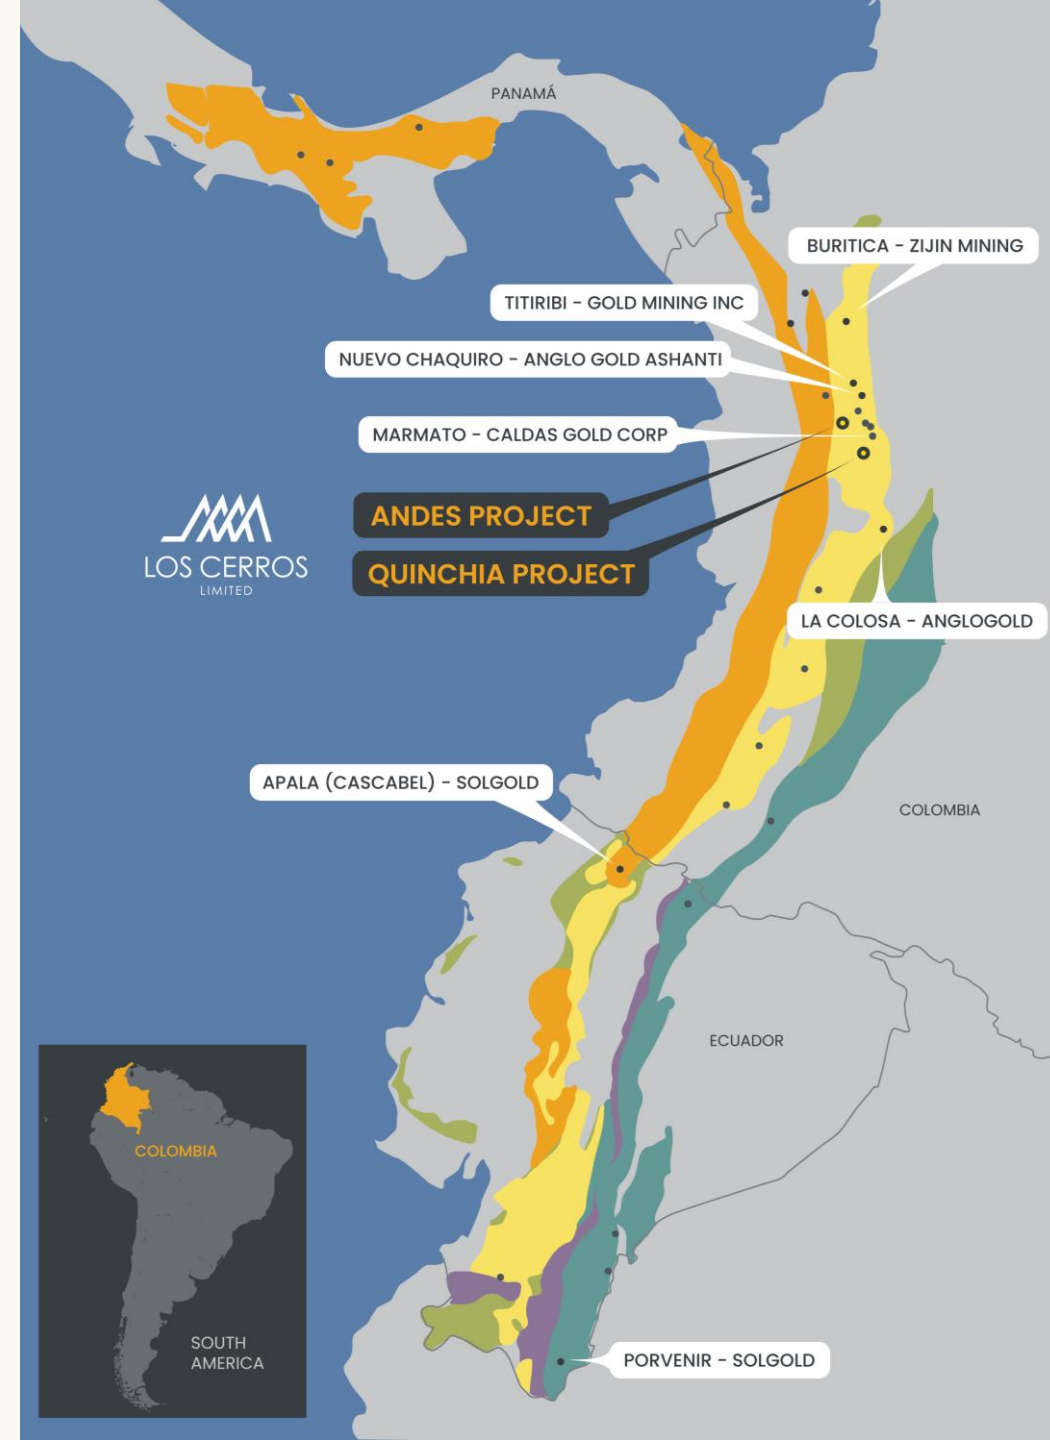 PANAMÁ
BURITICA - ZIJIN MINING
TITIRIBI - GOLD MINING INC
NUEVO CHAQUIRO - ANGLO GOLD ASHANTI
MARMATO - CALDAS GOLD CORP
ANDES PROJECT
QUINCHIA PROJECT
LOS CERROS
LIMITED
LA COLOSA - ANGLOGOLD
APALA (CASCABEL) - SOLGOLD
COLOMBIA
ECUADOR
COLOMBIA
SOUTH
AMERICA
PORVENIR - SOLGOLD